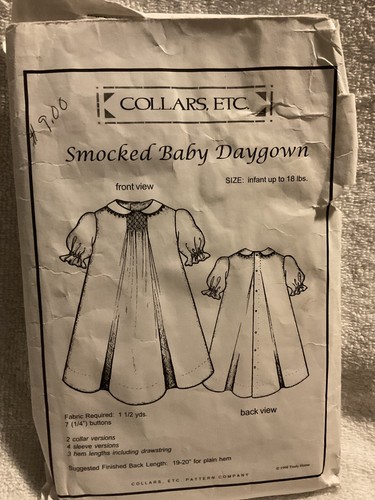 COLLARS, ETC.
$ 9.00
Smocked Baby Daygown
SIZE: infant up to 18 lbs.
front view
back view
Fabric Required: 1 1/2 yds.
7 (1/4") buttons
2 collar versions
4 sleeve versions
3 hem lengths including drawstring
Suggested Finished Back Length: 19-20" for plain hem
COLLARS, ETC. PATTERN COMPANY